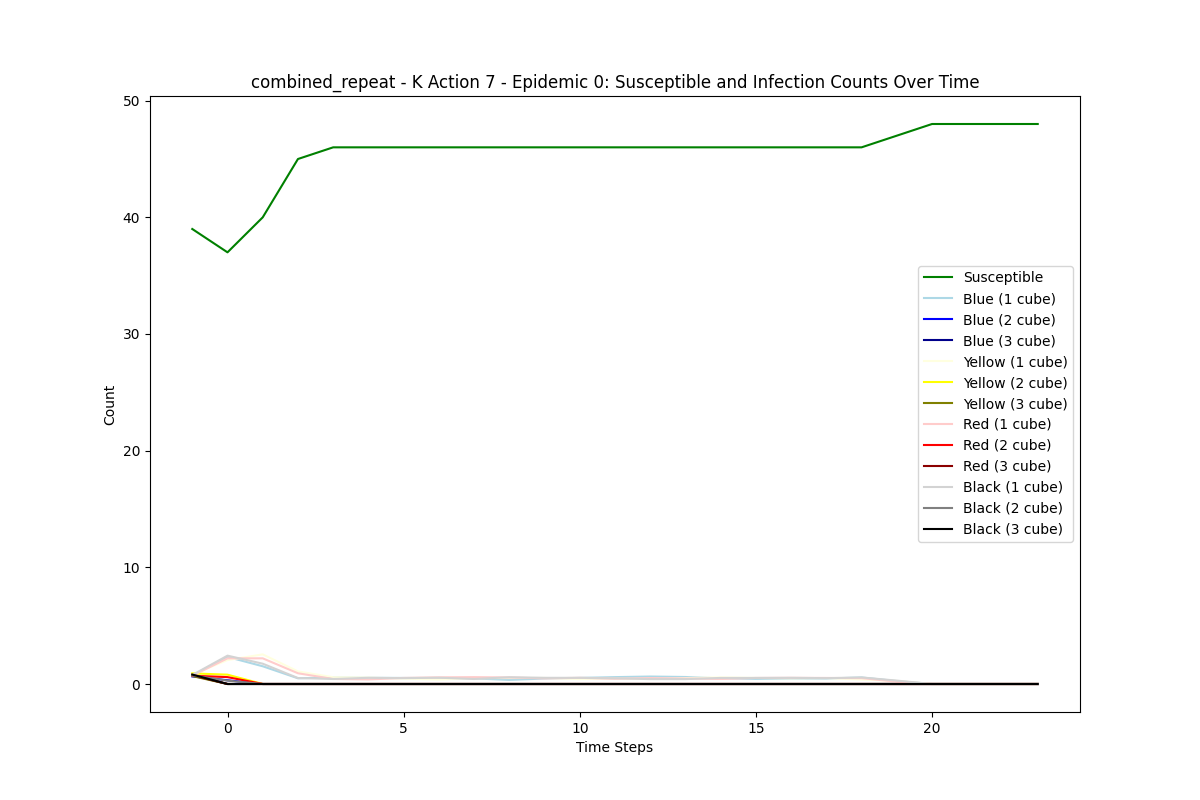 combined_repeat - K Action 7 - Epidemic 0: Susceptible and Infection Counts Over Time
50
40
30
20
10
0
Count
Susceptible
Blue (1 cube)
Blue (2 cube)
Blue (3 cube)
Yellow (1 cube)
Yellow (2 cube)
Yellow (3 cube)
Red (1 cube)
Red (2 cube)
Red (3 cube)
Black (1 cube)
Black (2 cube)
Black (3 cube)
0 5 10 15 20
Time Steps